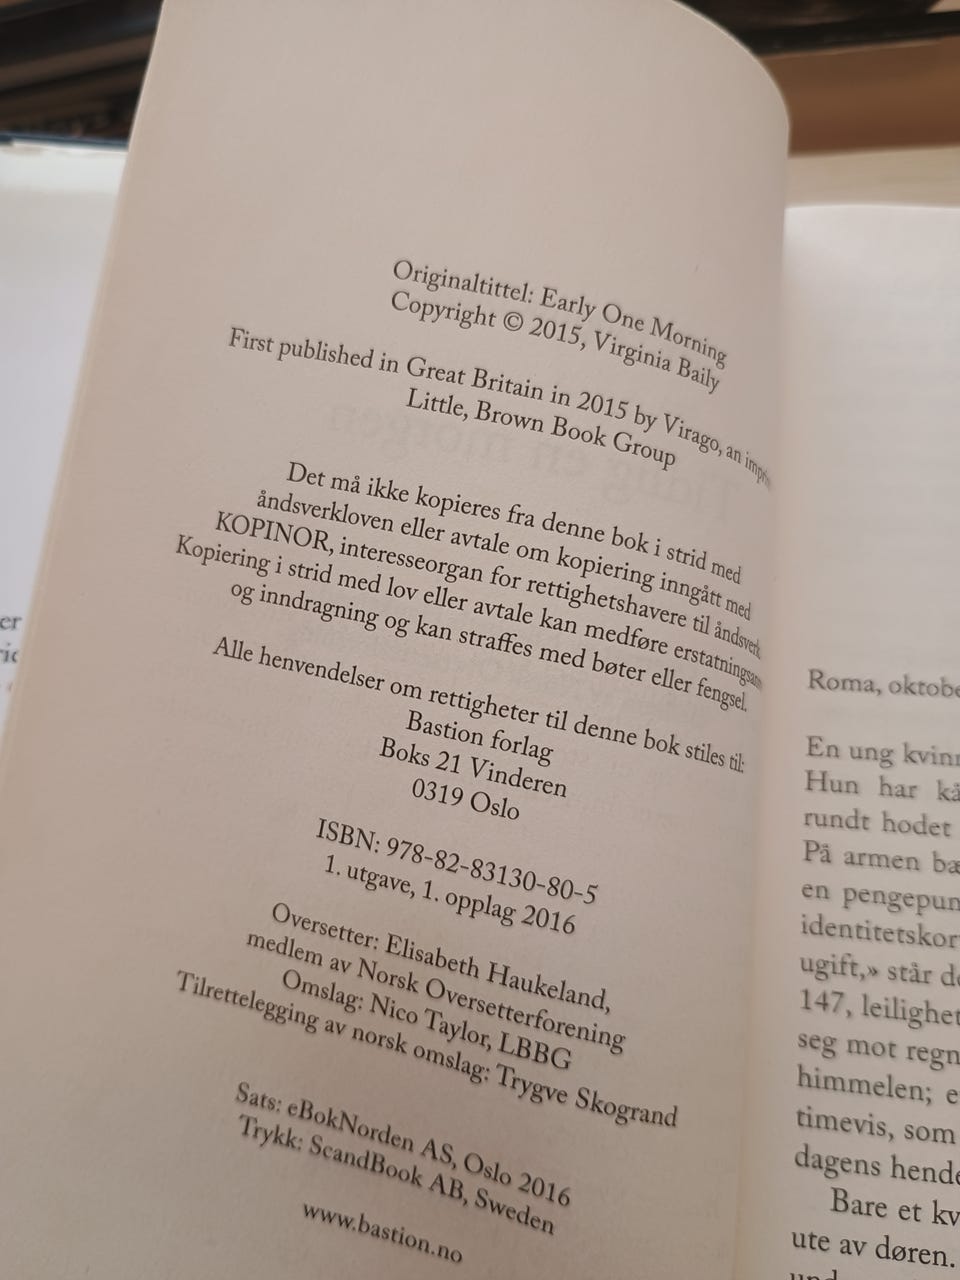 Originaltittel: Early One Morning
Copyright © 2015, Virginia Baily
First published in Great Britain in 2015 by Virago, an
Little, Brown Book Group
Det må ikke kopieres fra denne bok i strid med
åndsverkloven eller avtale om kopiering inngått med
KOPINOR, interesseorgan for rettighetshavere til åndsverk
Kopiering i strid med lov eller avtale kan medføre
og inndragning og kan straffes med bøter eller fengsel.
Alle henvendelser om rettigheter til denne bok stiles til:
Bastion forlag
Boks 21 Vinderen
0319 Oslo
ISBN: 978-82-83130-80-5
1. utgave, 1. opplag 2016
Oversetter: Elisabeth Haukeland,
medlem av Norsk Oversetterforening
Omslag: Nico Taylor, LBBG
Tilrettelegging av norsk omslag: Trygve Skogrand
Sats: eBokNorden AS, Oslo 2016
Trykk: ScandBook AB, Sweden
www.bastion.no
Roma,
En ung
Hun har
rundt hodet
På armen
en
ugift,» står
147,
seg mot
himmelen;
timevis, som
dagens
Bare et
ute av døren.